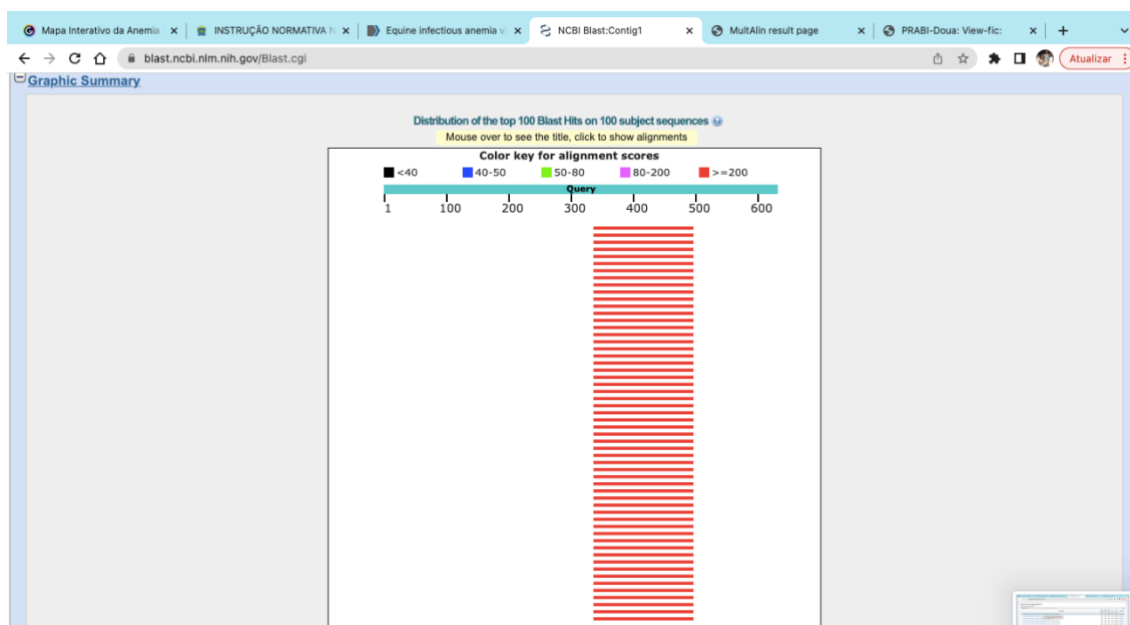 Mapa Interativo da Anemia
INSTRUÇÃO NORMATIVA N
Equine infectious anemia vi
NCBI Blast:Contig1
MultAlin result page
PRABI-Doua: View-fic:
blast.ncbi.nlm.nih.gov/Blast.cgi
Atualizar
Graphic Summary
Distribution of the top 100 Blast Hits on 100 subject sequences
Mouse over to see the title, click to show alignments
Color key for alignment scores
<40 40-50 50-80 80-200 >=200
Query
1 100 200 300 400 500 600